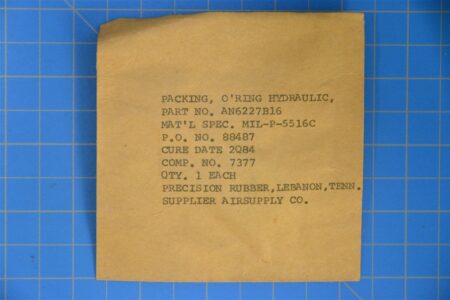 PACKING, O'RING HYDRAULIC,
PART NO. AN6227B16
MAT'L SPEC. MIL-P-5516C
P.O. NO. 88487
CURE DATE 2Q84
COMP. NO. 7377
QTY. 1 EACH
PRECISION RUBBER,LEBANON,TENN.
SUPPLIER AIRSUPPLY CO.